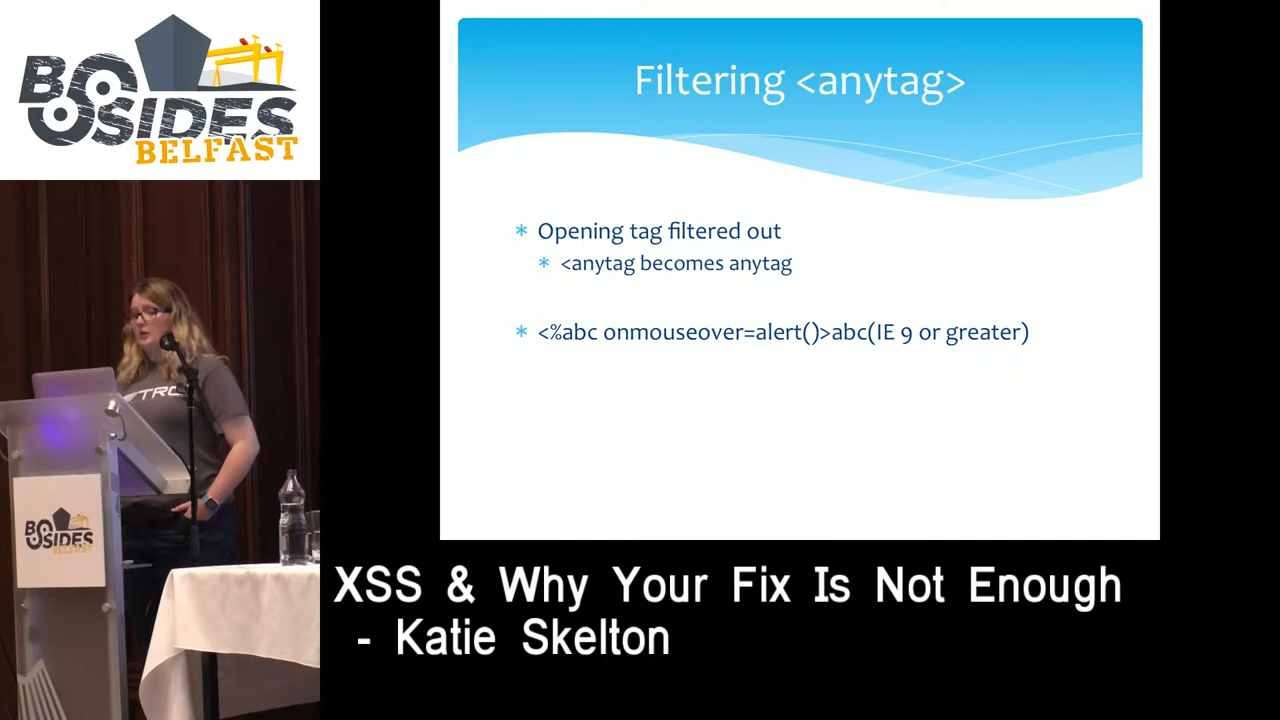 BSIDES
BELFAST
Filtering <anytag>
* Opening tag filtered out
* <anytag becomes anytag
* <%abc onmouseover=alert()>abc(IE 9 or greater)
TRC
BSIDES
BELFAST
XSS & Why Your Fix Is Not Enough
- Katie Skelton